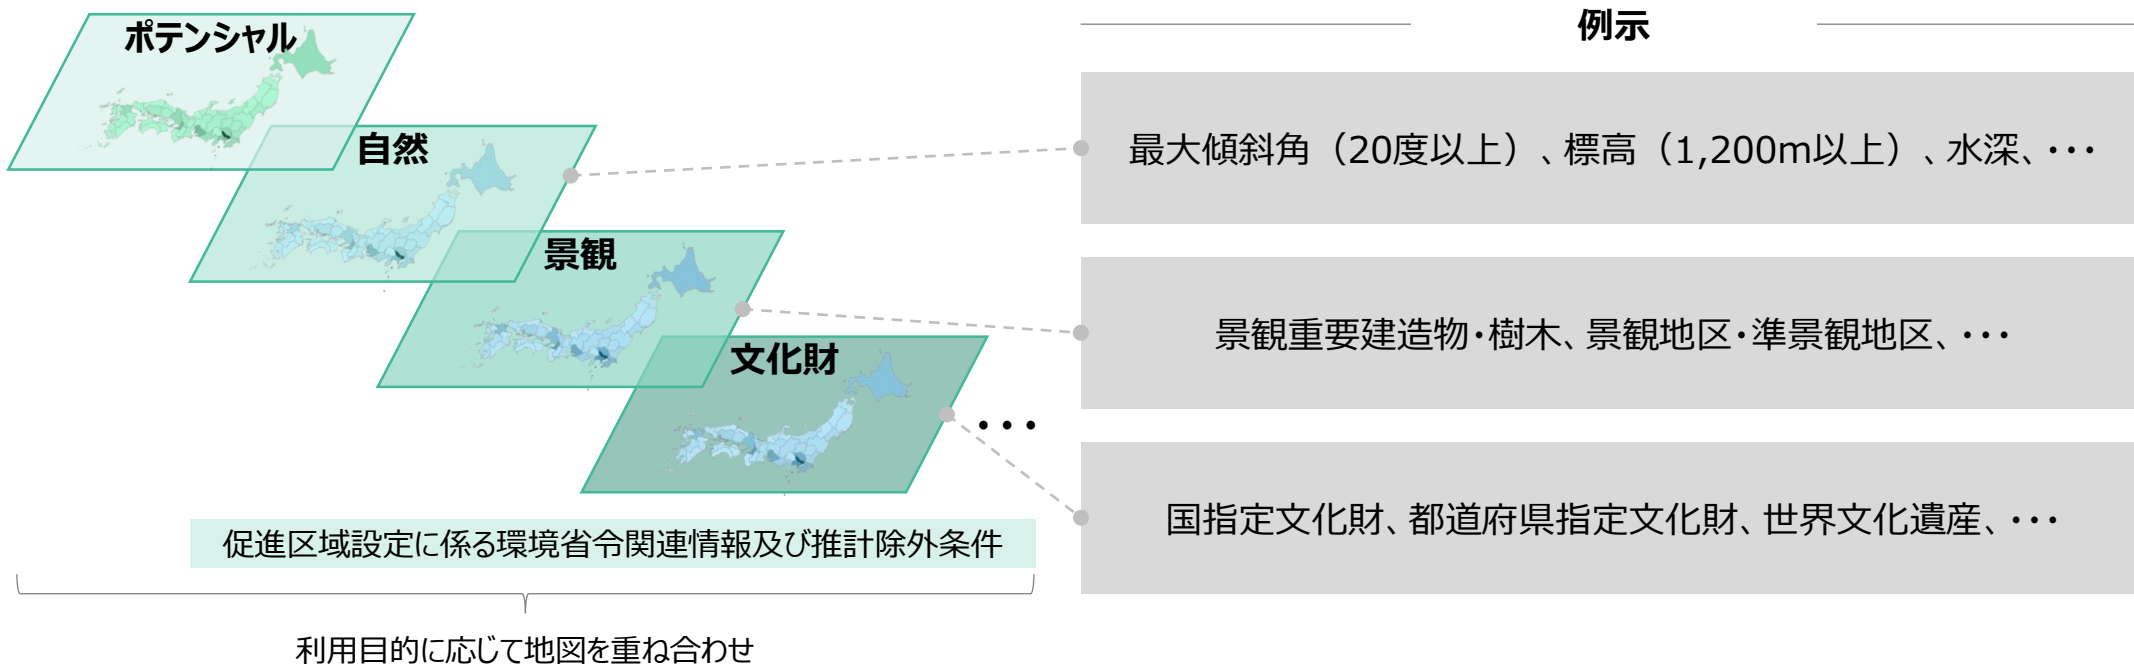 ポテンシャル
自然
景観
文化財
・・・
促進区域設定に係る環境省令関連情報及び推計除外条件
利用目的に応じて地図を重ね合わせ
例示
最大傾斜角（20度以上）、標高（1,200m以上）、水深、・・・
景観重要建造物・樹木、景観地区・準景観地区、・・・
国指定文化財、都道府県指定文化財、世界文化遺産、・・・